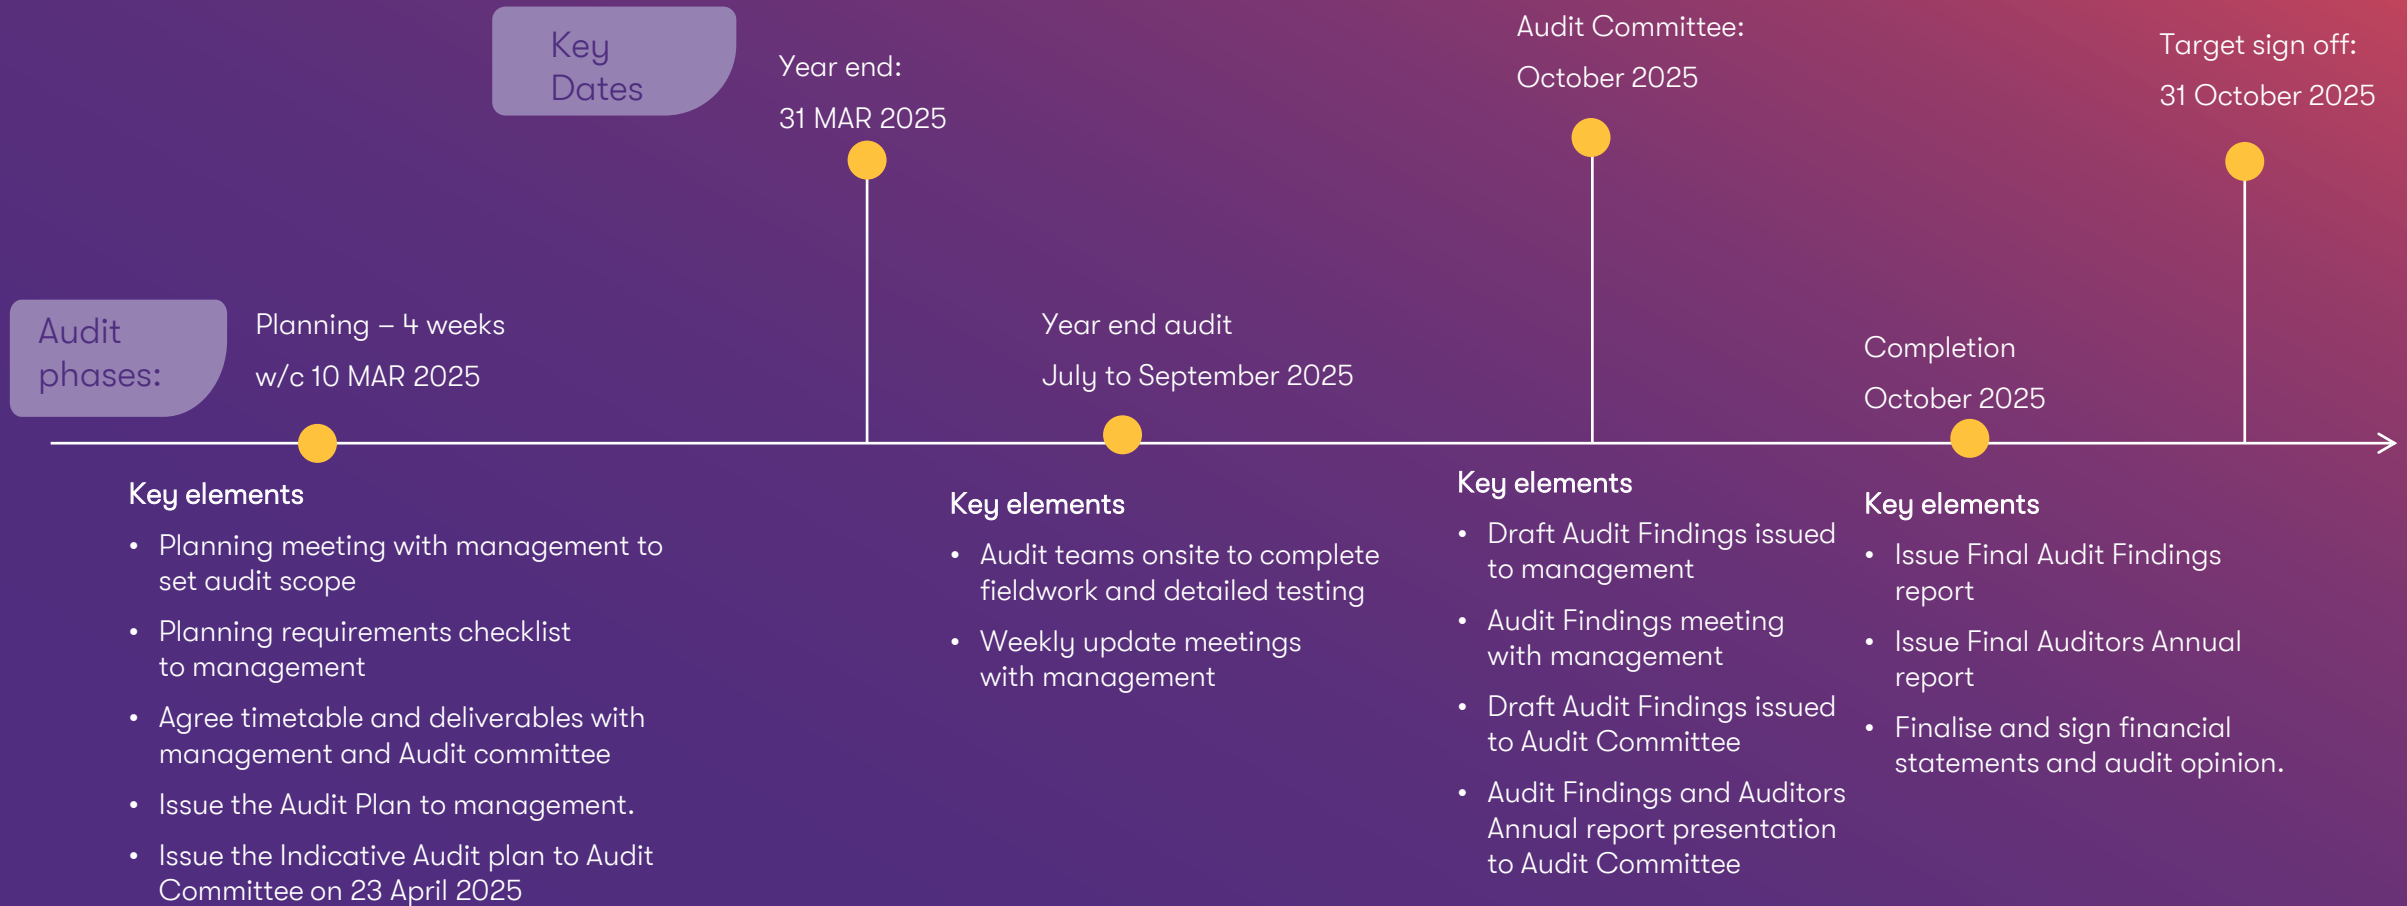 Key
Dates
Year end:
31 MAR 2025
Audit Committee:
October 2025
Target sign off:
31 October 2025
Audit
phases:
Planning – 4 weeks
w/c 10 MAR 2025
Year end audit
July to September 2025
Completion
October 2025
Key elements
• Planning meeting with management to
set audit scope
• Planning requirements checklist
to management
• Agree timetable and deliverables with
management and Audit committee
• Issue the Audit Plan to management.
• Issue the Indicative Audit plan to Audit
Committee on 23 April 2025
Key elements
• Audit teams onsite to complete
fieldwork and detailed testing
• Weekly update meetings
with management
Key elements
• Draft Audit Findings issued
to management
• Audit Findings meeting
with management
• Draft Audit Findings issued
to Audit Committee
• Audit Findings and Auditors
Annual report presentation
to Audit Committee
Key elements
• Issue Final Audit Findings
report
• Issue Final Auditors Annual
report
• Finalise and sign financial
statements and audit opinion.